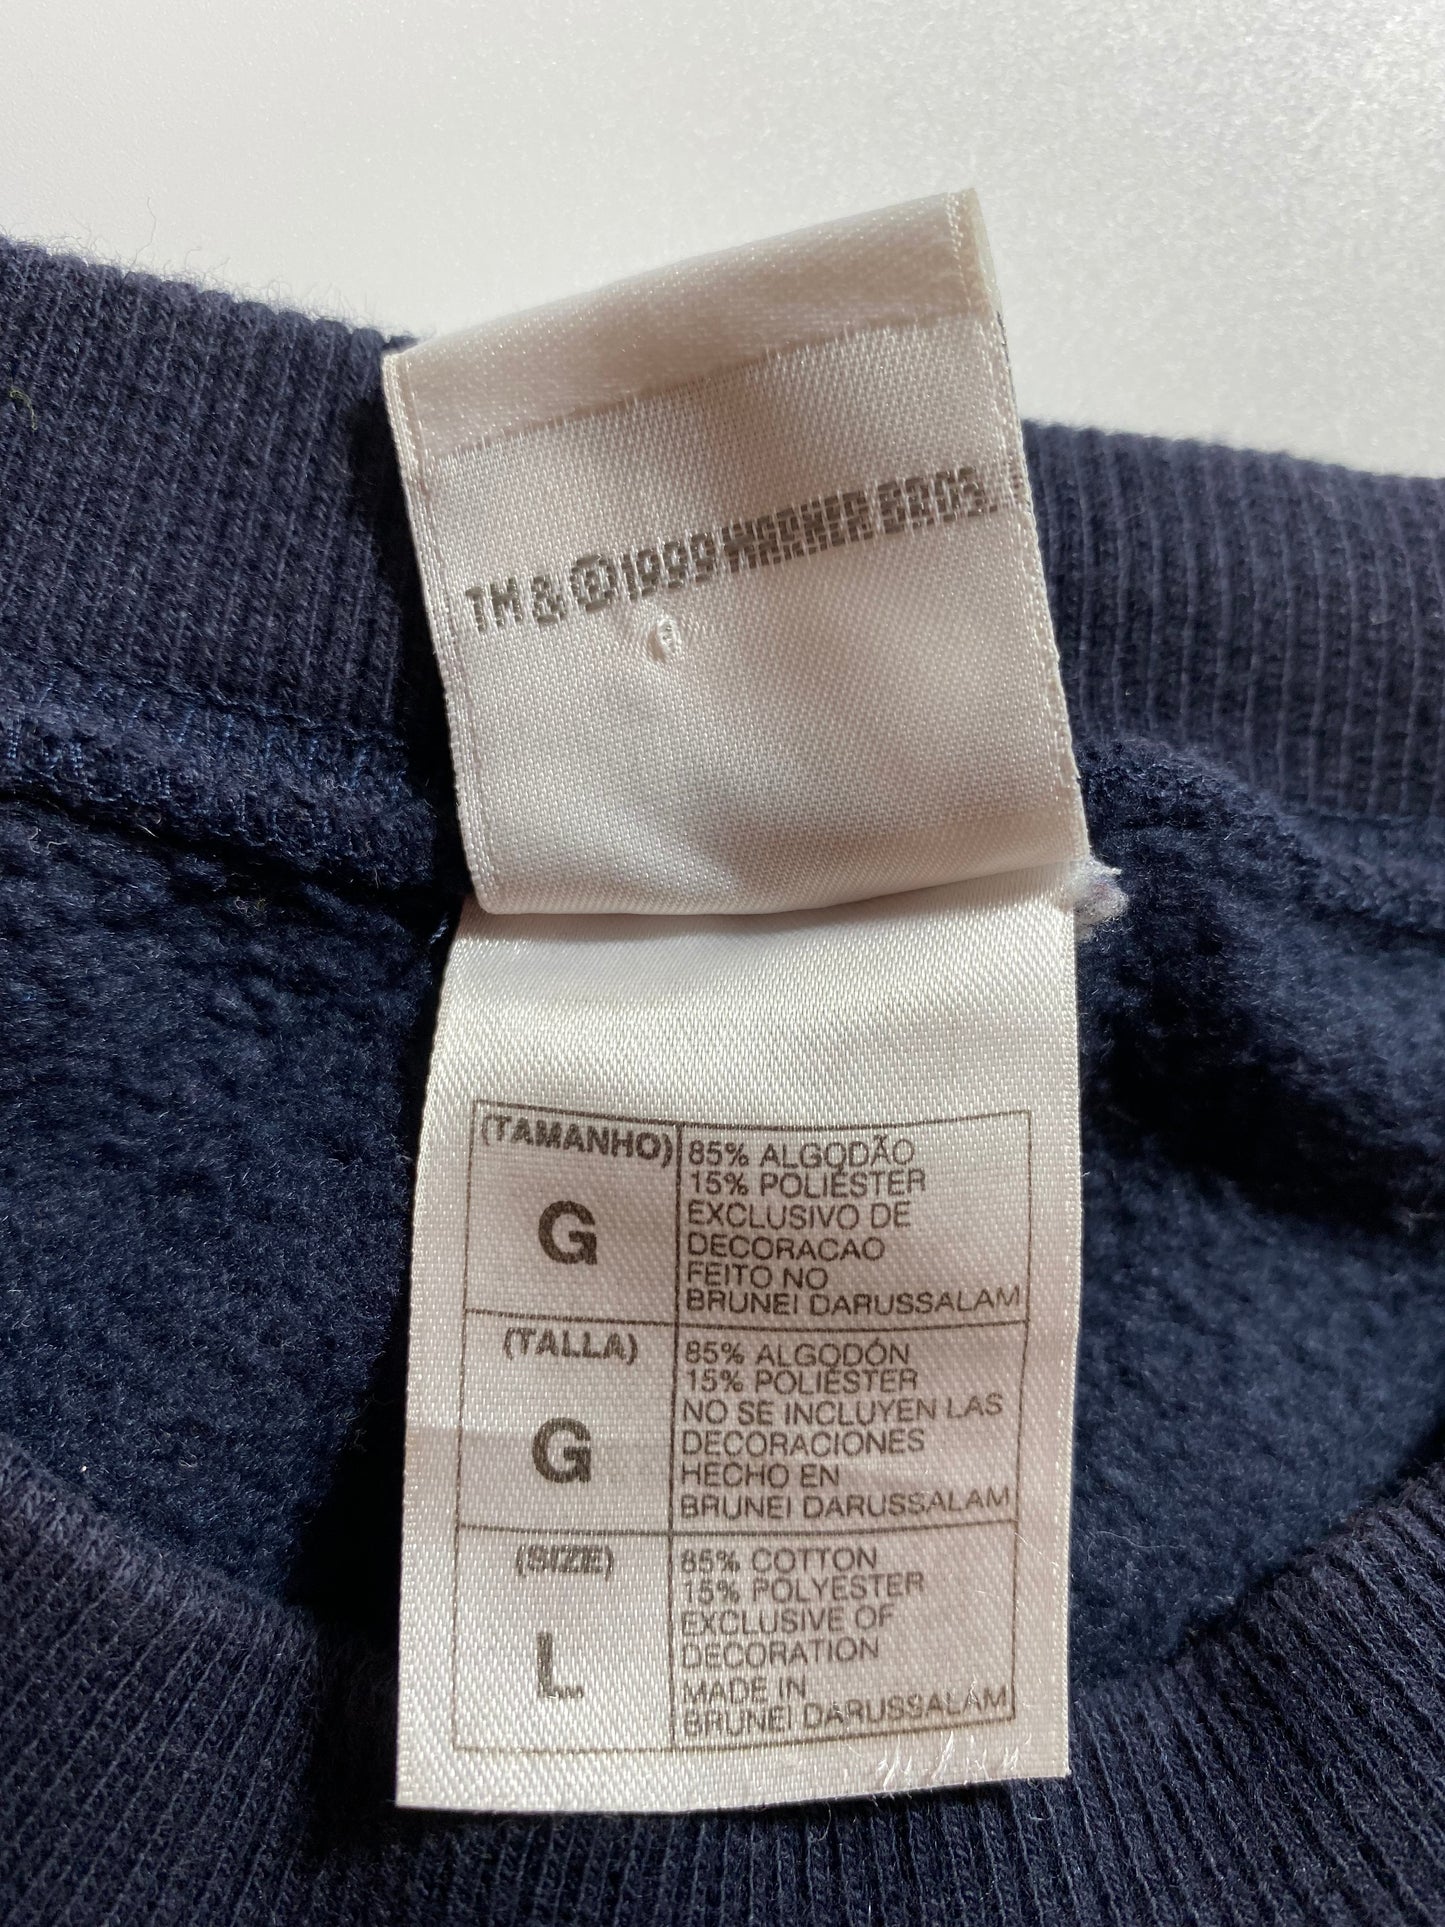 TM & © 1999 WARNER BROS.
(TAMANHO)
G
85% ALGODÃO
15% POLIÉSTER
EXCLUSIVO DE
DECORACAO
FEITO NO
BRUNEI DARUSSALAM
(TALLA)
G
85% ALGODÓN
15% POLIÉSTER
NO SE INCLUYEN LAS
DECORACIONES
HECHO EN
BRUNEI DARUSSALAM
(SIZE)
L
85% COTTON
15% POLYESTER
EXCLUSIVE OF
DECORATION
MADE IN
BRUNEI DARUSSALAM